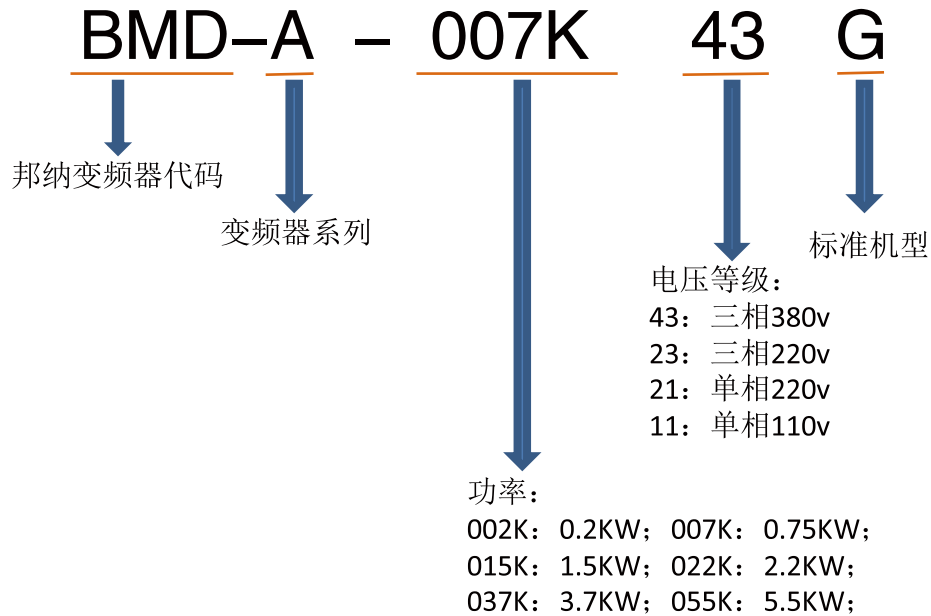 BMD-A - 007K 43 G
邦纳变频器代码
变频器系列
标准机型
电压等级:
43: 三相380v
23: 三相220v
21: 单相220v
11: 单相110v
功率:
002K: 0.2KW; 007K: 0.75KW;
015K: 1.5KW; 022K: 2.2KW;
037K: 3.7KW; 055K: 5.5KW;